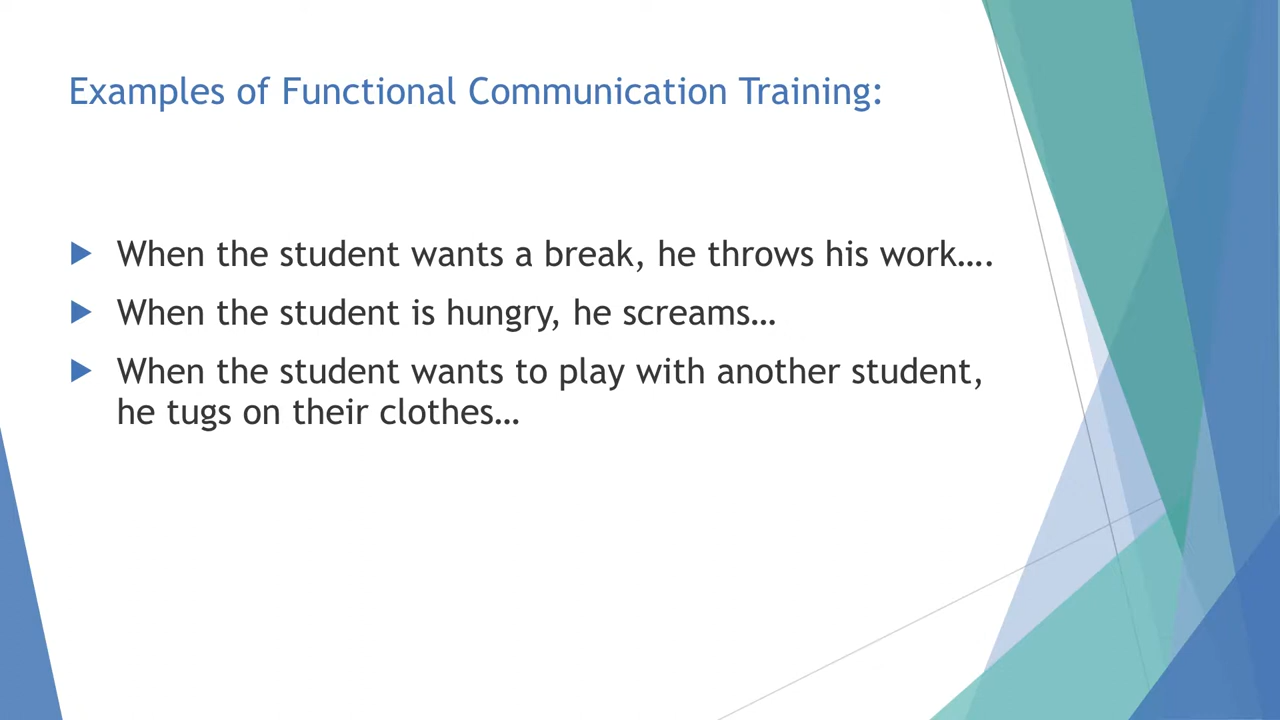 Examples of Functional Communication Training:
When the student wants a break, he throws his work….
When the student is hungry, he screams…
When the student wants to play with another student,
he tugs on their clothes…